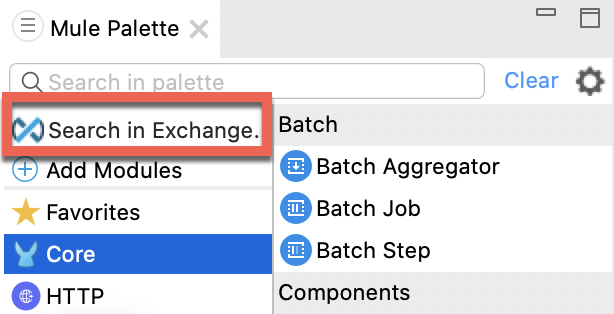 Mule Palette
Search in palette
Clear
Search in Exchange.
Add Modules
Favorites
Core
HTTP
Batch
Batch Aggregator
Batch Job
Batch Step
Components